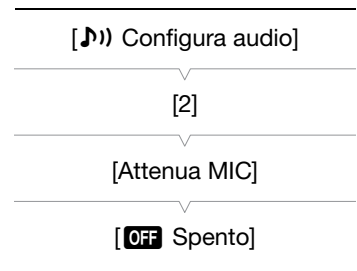 [♪)) Configura audio]
[2]
[Attenua MIC]
[OFF Spento]